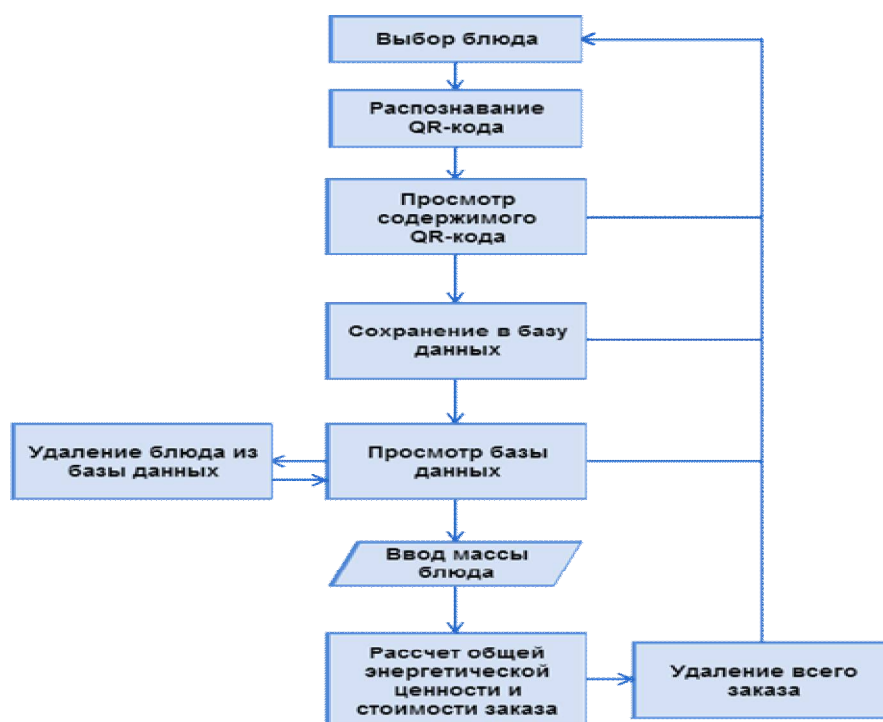 Выбор блюда
Распознавание
QR-кода
Просмотр
содержимого
QR-кода
Сохранение в базу
данных
Удаление блюда из
базы данных
Просмотр базы
данных
Ввод массы
блюда
Рассчет общей
энергетической
ценности и
стоимости заказа
Удаление всего
заказа